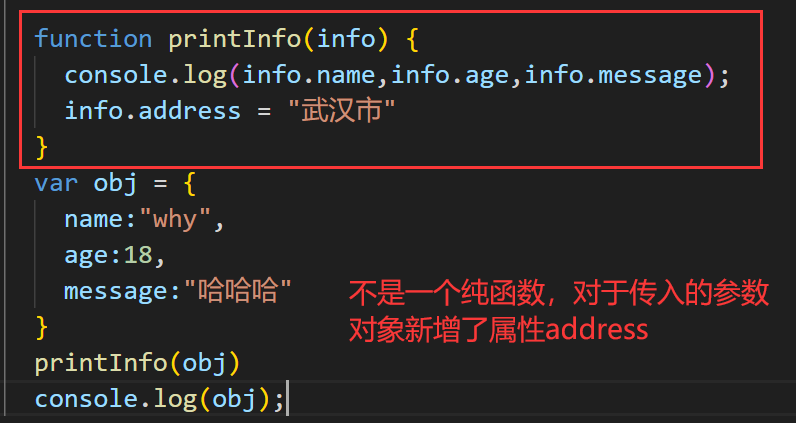 function printInfo(info) {
console.log(info.name,info.age,info.message);
info.address = "武汉市"
}
var obj = {
name:"why",
age:18,
message:"哈哈哈"
}
不是一个纯函数，对于传入的参数
对象新增了属性address
printInfo(obj)
console.log(obj);